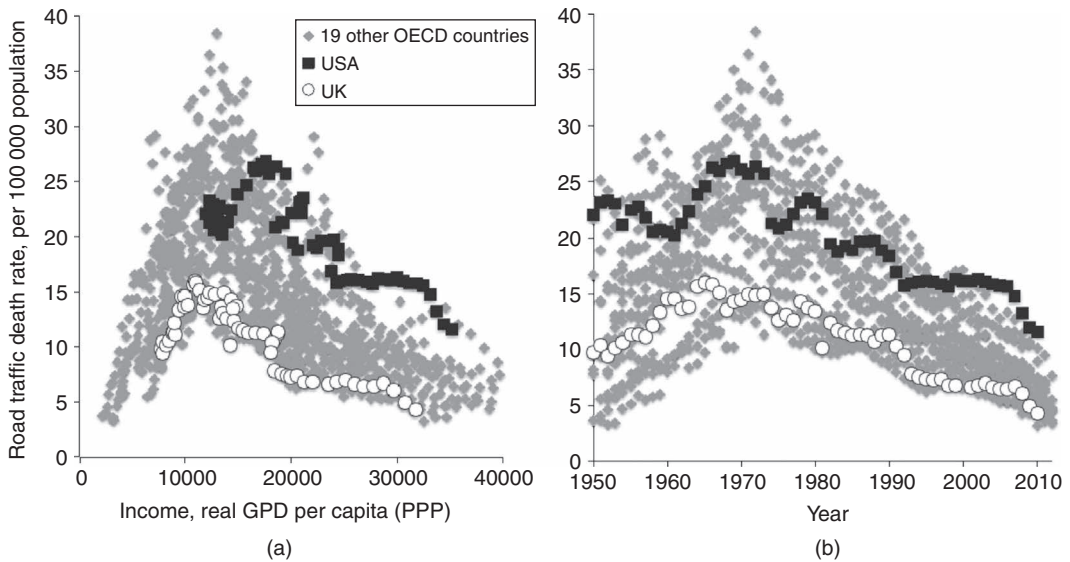 Road traffic death rate, per 100 000 population
40
35
30
25
20
15
10
5
0
0 10000 20000 30000 40000
Income, real GPD per capita (PPP)
(a)
19 other OECD countries
USA
UK
40
35
30
25
20
15
10
5
0
1950 1960 1970 1980 1990 2000 2010
Year
(b)